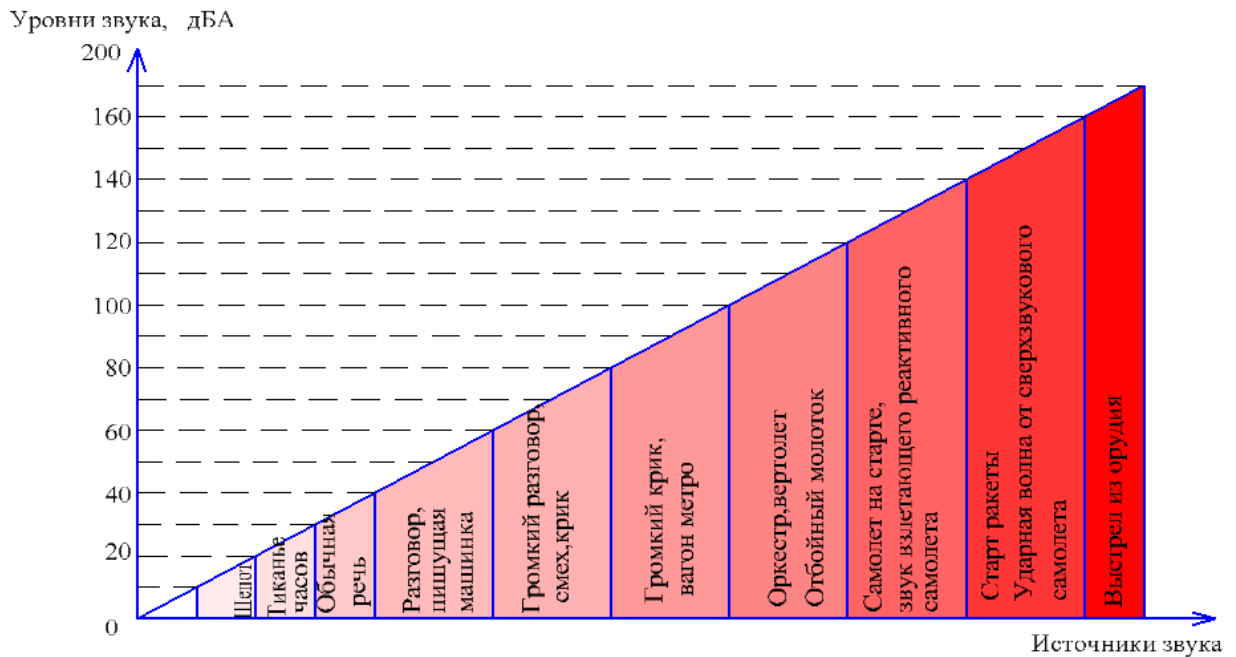 Уровни звука, дБА
200
160
140
120
100
80
60
40
20
0
Шепот
Тиканье
часов
Обычная
речь
Разговор,
пишущая
машинка
Громкий разговор,
смех,крик
Громкий крик,
вагон метро
Оркестр,вертолет
Отбойный молоток
Самолет на старте,
звук взлетающего реактивного
самолета
Старт ракеты
Ударная волна от сверхзвукового
самолета
Выстрел из орудия
Источники звука